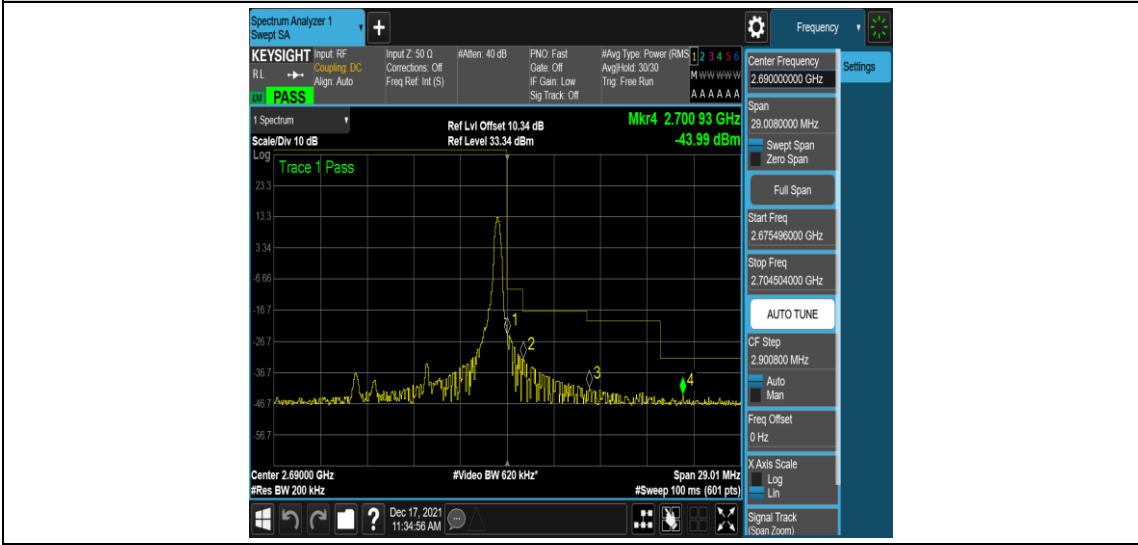 Spectrum Analyzer 1
Swept SA
+
Frequency
KEYSIGHT
RL
Input: RF
Coupling: DC
Align: Auto
Input Z: 50 Ω
Corrections: Off
Freq Ref: Int (S)
#Atten: 40 dB
PNO: Fast
Gate: Off
IF Gain: Low
Sig Track: Off
#Avg Type: Power (RMS
Avg|Hold: 30/30
Trig: Free Run
1 2 3 4 5 6
M W W W W W
A A A A A A
PASS
1 Spectrum
Scale/Div 10 dB
Ref Lvl Offset 10.34 dB
Ref Level 33.34 dBm
Mkr4 2.700 93 GHz
-43.99 dBm
Log
Trace 1 Pass
23.3
13.3
3.34
-6.66
-16.7
-26.7
-36.7
-46.7
-56.7
1
2
3
4
Center 2.69000 GHz
#Res BW 200 kHz
#Video BW 620 kHz*
Span 29.01 MHz
#Sweep 100 ms (601 pts)
?
Dec 17, 2021
11:34:56 AM
Center Frequency
2.690000000 GHz
Settings
Span
29.0080000 MHz
Swept Span
Zero Span
Full Span
Start Freq
2.675496000 GHz
Stop Freq
2.704504000 GHz
AUTO TUNE
CF Step
2.900800 MHz
Auto
Man
Freq Offset
0 Hz
X Axis Scale
Log
Lin
Signal Track
(Span Zoom)